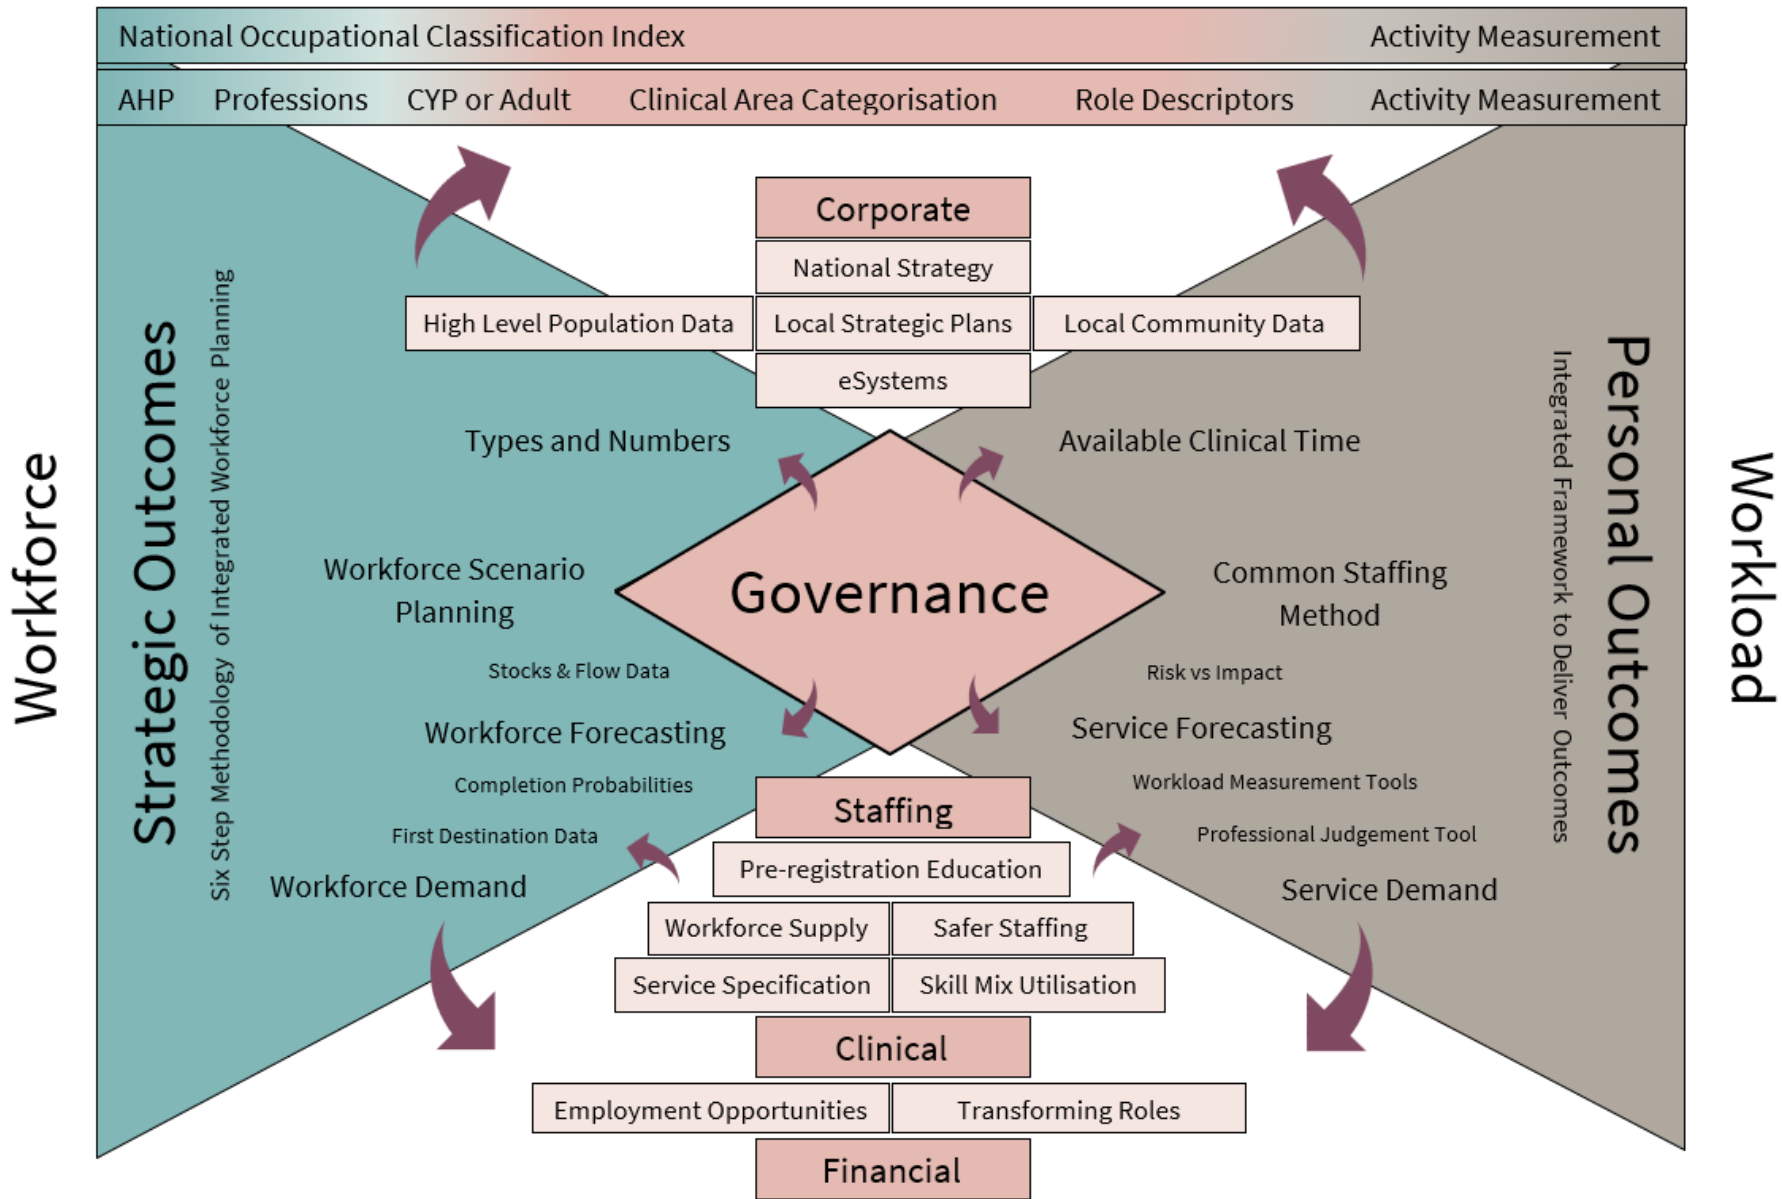 National Occupational Classification Index
Activity Measurement
AHP
Professions
CYP or Adult
Clinical Area Categorisation
Role Descriptors
Activity Measurement
Workforce
Strategic Outcomes
Six Step Methodology of Integrated Workforce Planning
Corporate
National Strategy
High Level Population Data
Local Strategic Plans
Local Community Data
eSystems
Types and Numbers
Available Clinical Time
Workforce Scenario
Planning
Governance
Common Staffing
Method
Stocks & Flow Data
Risk vs Impact
Workforce Forecasting
Service Forecasting
Completion Probabilities
Workload Measurement Tools
Staffing
First Destination Data
Professional Judgement Tool
Pre-registration Education
Workforce Demand
Service Demand
Workforce Supply
Safer Staffing
Service Specification
Skill Mix Utilisation
Clinical
Employment Opportunities
Transforming Roles
Financial
Integrated Framework to Deliver Outcomes
Personal Outcomes
Workload